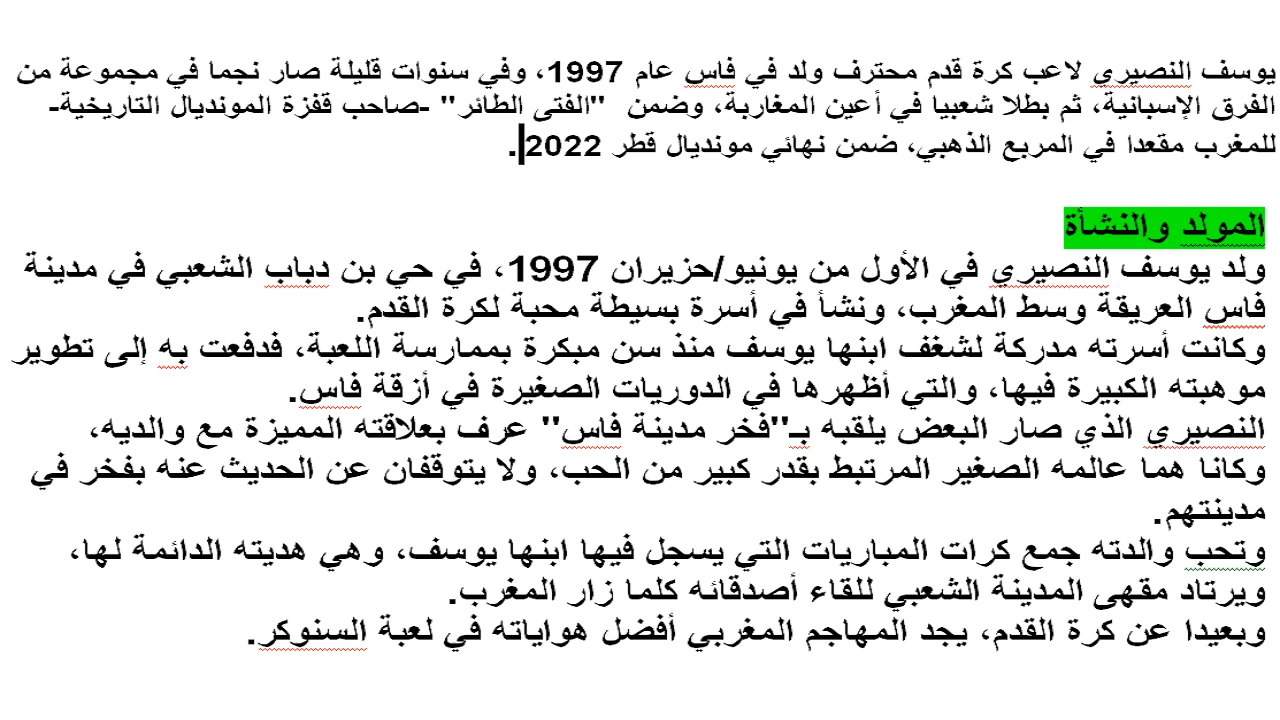 يوسف النصيري لاعب كرة قدم محترف ولد في فاس عام 1997، وفي سنوات قليلة صار نجما في مجموعة من
الفرق الإسبانية، ثم بطلا شعبيا في أعين المغاربة، وضمن "الفتى الطائر" -صاحب قفزة المونديال التاريخية-
للمغرب مقعدا في المربع الذهبي، ضمن نهائي مونديال قطر 2022.
المولد والنشأة
ولد يوسف النصيري في الأول من يونيو/حزيران 1997، في حي بن دباب الشعبي في مدينة
فاس العريقة وسط المغرب، ونشأ في أسرة بسيطة محبة لكرة القدم.
وكانت أسرته مدركة لشغف ابنها يوسف منذ سن مبكرة بممارسة اللعبة، فدفعت به إلى تطوير
موهبته الكبيرة فيها، والتي أظهرها في الدوريات الصغيرة في أزقة فاس.
النصيري الذي صار البعض يلقبه بـ"فخر مدينة فاس" عرف بعلاقته المميزة مع والديه،
وكانا هما عالمه الصغير المرتبط بقدر كبير من الحب، ولا يتوقفان عن الحديث عنه بفخر في
مدينتهم.
وتحب والدته جمع كرات المباريات التي يسجل فيها ابنها يوسف، وهي هديته الدائمة لها،
ويرتاد مقهى المدينة الشعبي للقاء أصدقائه كلما زار المغرب.
وبعيدا عن كرة القدم، يجد المهاجم المغربي أفضل هواياته في لعبة السنوكر.